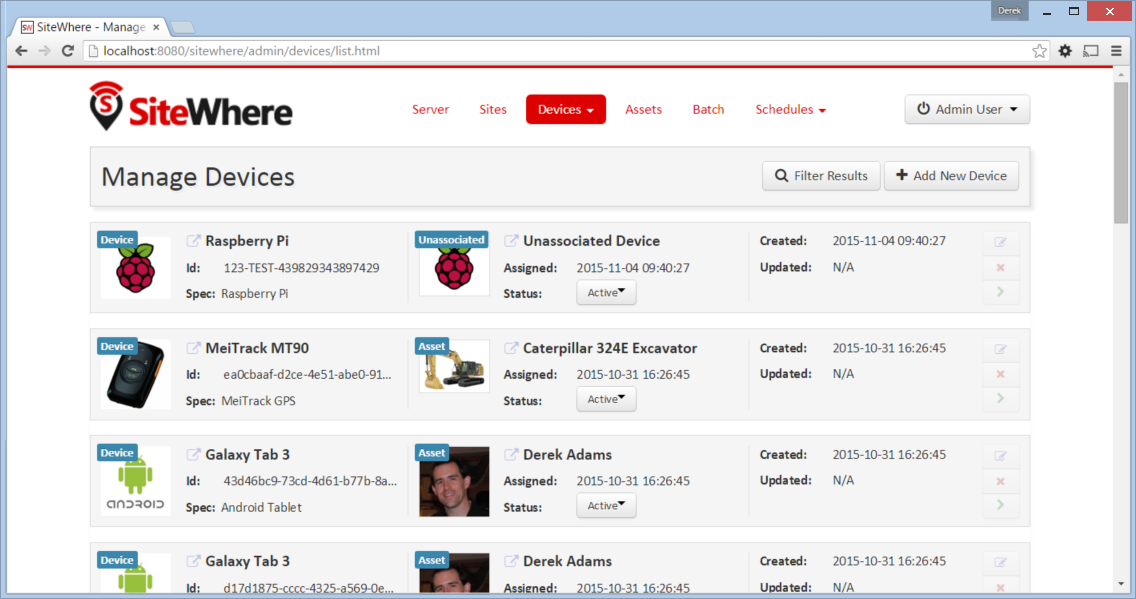 Derek
SW SiteWhere - Manage
localhost:8080/sitewhere/admin/devices/list.html
S SiteWhere
Server Sites Devices Assets Batch Schedules Admin User
Manage Devices Filter Results Add New Device
Device Raspberry Pi Unassociated Unassociated Device Created: 2015-11-04 09:40:27
Id: 123-TEST-439829343897429 Assigned: 2015-11-04 09:40:27 Updated: N/A
Spec: Raspberry Pi Status: Active
Device MeiTrack MT90 Asset Caterpillar 324E Excavator Created: 2015-10-31 16:26:45
Id: ea0cbaaf-d2ce-4e51-abe0-91... Assigned: 2015-10-31 16:26:45 Updated: N/A
Spec: MeiTrack GPS Status: Active
Device Galaxy Tab 3 Asset Derek Adams Created: 2015-10-31 16:26:45
Id: 43d46bc9-73cd-4d61-b77b-8a... Assigned: 2015-10-31 16:26:45 Updated: N/A
ANDROID Spec: Android Tablet Status: Active
Device Galaxy Tab 3 Asset Derek Adams Created: 2015-10-31 16:26:45
Id: d17d1875-cccc-4325-a569-0e... Assigned: 2015-10-31 16:26:45 Updated: N/A